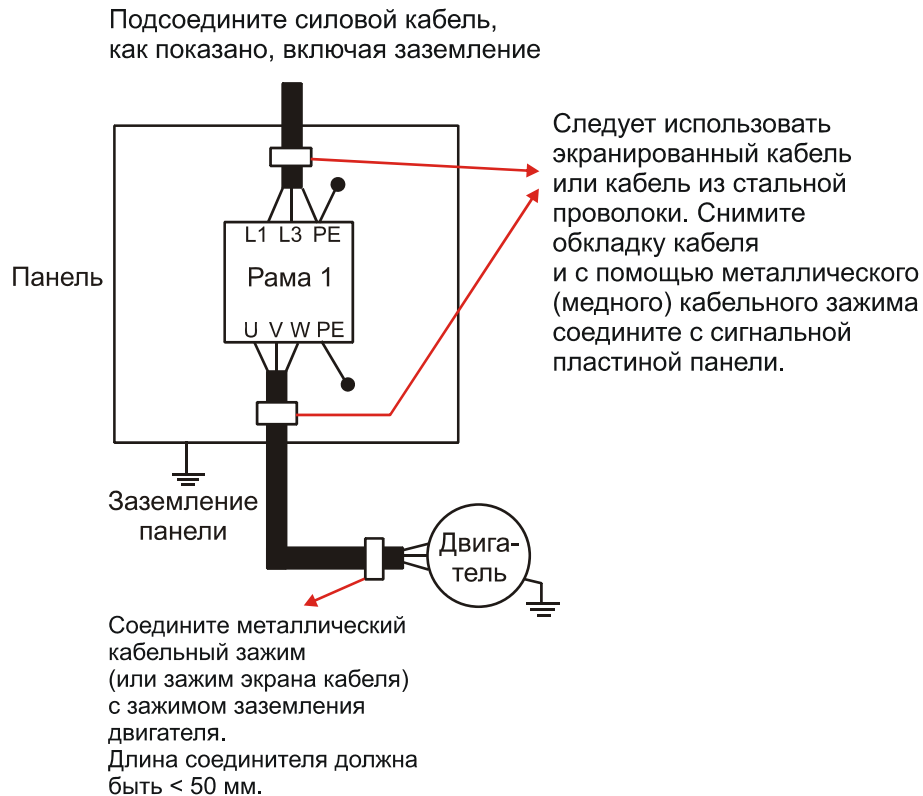 Подсоедините силовой кабель,
как показано, включая заземление
Следует использовать
экранированный кабель
или кабель из стальной
проволоки. Снимите
обкладку кабеля
и с помощью металлического
(медного) кабельного зажима
соедините с сигнальной
пластиной панели.
L1 L3 PE
Панель
Рама 1
U V W PE
Заземление
панели
Двига-
тель
Соедините металлический
кабельный зажим
(или зажим экрана кабеля)
с зажимом заземления
двигателя.
Длина соединителя должна
быть < 50 мм.